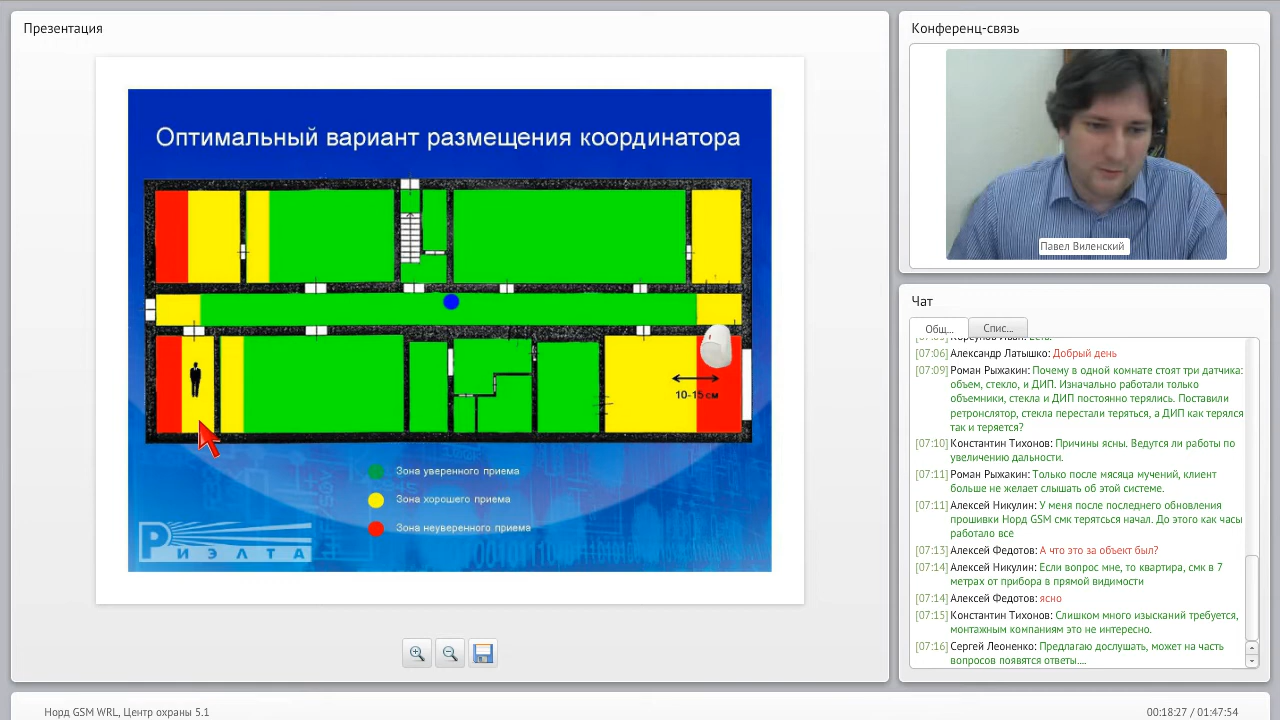 Презентация
Оптимальный вариант размещения координатора
10-15см
Зона уверенного приема
Зона хорошего приема
Зона неуверенного приема
РИЭЛТА
Конференц-связь
Павел Виленский
Чат
Общ...
Спис...
[07:06] Александр Латышко: Добрый день
[07:09] Роман Рыжакин: Почему в одной комнате стоят три датчика:
объем, стекло, и ДИП. Изначально работали только
объемники, стекла и ДИП постоянно терялись. Поставили
ретронслятор, стекла перестали теряться, а ДИП как терялся
так и теряется?
[07:10] Константин Тихонов: Причины ясны. Ведутся ли работы по
увеличению дальности.
[07:11] Роман Рыжакин: Только после мясяца мучений, клиент
больше не желает слышать об этой системе.
[07:11] Алексей Никулин: У меня после последнего обновления
прошивки Норд GSM смк терятсься начал. До этого как часы
работало все
[07:13] Алексей Федотов: А что это за объект был?
[07:14] Алексей Никулин: Если вопрос мне, то квартира, смк в 7
метрах от прибора в прямой видимости
[07:14] Алексей Федотов: ясно
[07:15] Константин Тихонов: Слишком много изысканий требуется,
монтажным компаниям это не интересно.
[07:16] Сергей Леоненко: Предлагаю дослушать, может на часть
вопросов появятся ответы....
Норд GSM WRL, Центр охраны 5.1
00:18:27 / 01:47:54